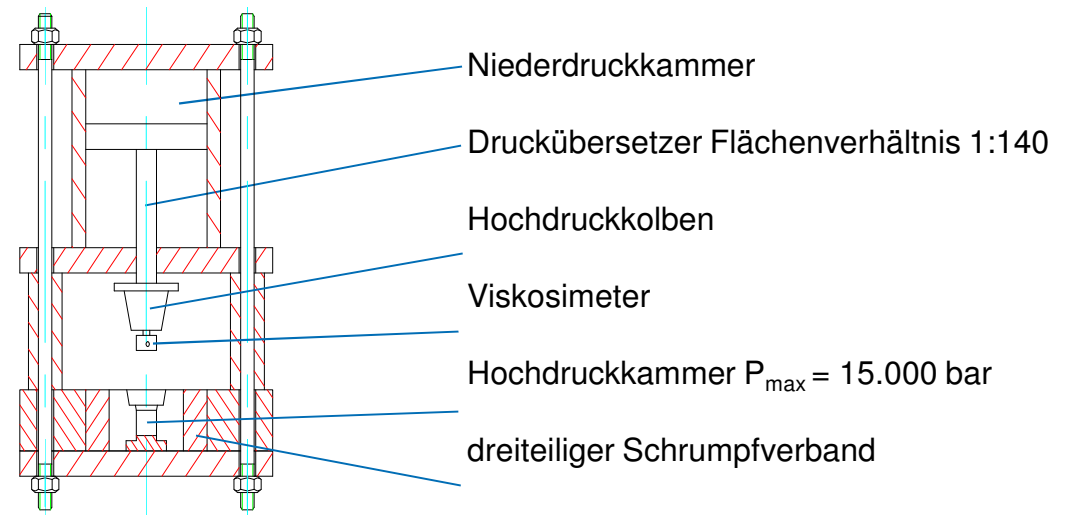 Niederdruckkammer
Druckübersetzer Flächenverhältnis 1:140
Hochdruckkolben
Viskosimeter
Hochdruckkammer Pmax = 15.000 bar
dreiteiliger Schrumpfverband